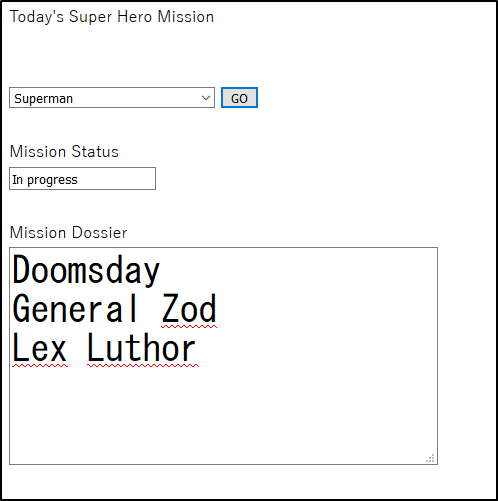 Today's Super Hero Mission
Superman
GO
Mission Status
In progress
Mission Dossier
Doomsday
General Zod
Lex Luthor